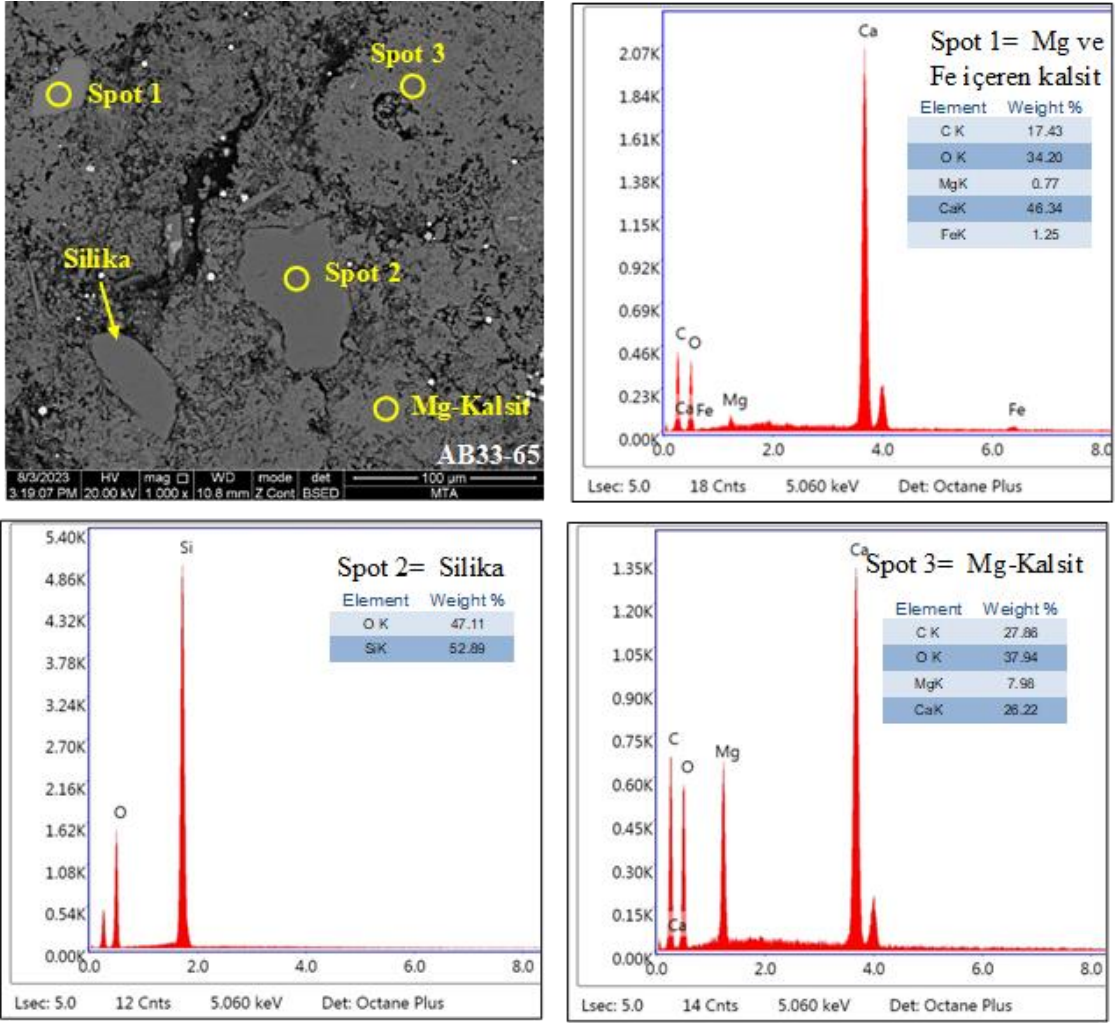 Spot 3
Spot 1
Silika
Spot 2
Mg-Kalsit
AB33-65
8/3/2023 HV mag □ WD mode det 100 µm
3:19:07 PM 20.00 kV 1 000 x 10.8 mm Z Cont BSED MTA
Spot 1= Mg ve
Fe içeren kalsit
Element Weight %
C K 17.43
O K 34.20
MgK 0.77
CaK 46.34
FeK 1.25
2.07K
1.84K
1.61K
1.38K
1.15K
0.92K
0.69K
0.46K
0.23K
0.00K
Ca
C
O
Ca
Fe
Mg
Fe
0.0 2.0 4.0 6.0 8.0
Lsec: 5.0 18 Cnts 5.060 keV Det: Octane Plus
Spot 2= Silika
Element Weight %
O K 47.11
SiK 52.89
5.40K
4.86K
4.32K
3.78K
3.24K
2.70K
2.16K
1.62K
1.08K
0.54K
0.00K
Si
O
0.0 2.0 4.0 6.0 8.0
Lsec: 5.0 12 Cnts 5.060 keV Det: Octane Plus
Spot 3= Mg-Kalsit
Element Weight %
C K 27.86
O K 37.94
MgK 7.98
CaK 26.22
1.35K
1.20K
1.05K
0.90K
0.75K
0.60K
0.45K
0.30K
0.15K
0.00K
Ca
C
O
Mg
Ca
0.0 2.0 4.0 6.0 8.0
Lsec: 5.0 14 Cnts 5.060 keV Det: Octane Plus